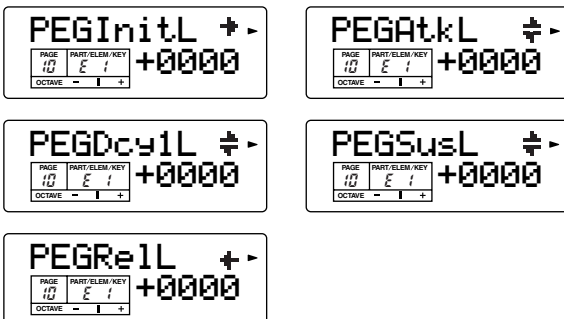 PEGInitL
PAGE PART/ELEM/KEY
10 E 1 +0000
OCTAVE – +
PEGAtkL
PAGE PART/ELEM/KEY
10 E 1 +0000
OCTAVE – +
PEGDcy1L
PAGE PART/ELEM/KEY
10 E 1 +0000
OCTAVE – +
PEGSusL
PAGE PART/ELEM/KEY
10 E 1 +0000
OCTAVE – +
PEGRelL
PAGE PART/ELEM/KEY
10 E 1 +0000
OCTAVE – +